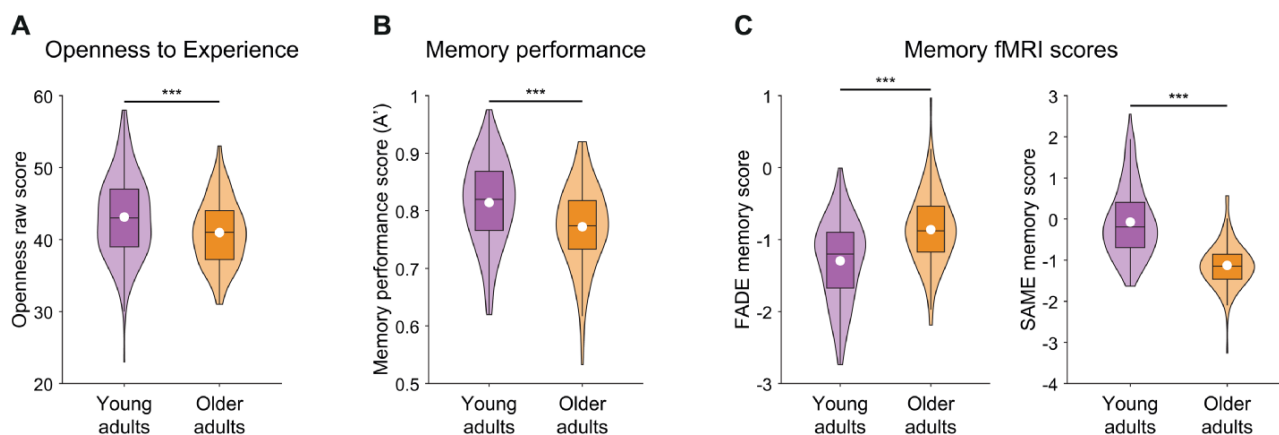 A
Openness to Experience
Openness raw score
60
50
40
30
20
***
Young adults
Older adults
B
Memory performance
Memory performance score (A’)
1
0.9
0.8
0.7
0.6
0.5
***
Young adults
Older adults
C
Memory fMRI scores
FADE memory score
1
0
-1
-2
-3
***
Young adults
Older adults
SAME memory score
3
2
1
0
-1
-2
-3
-4
***
Young adults
Older adults